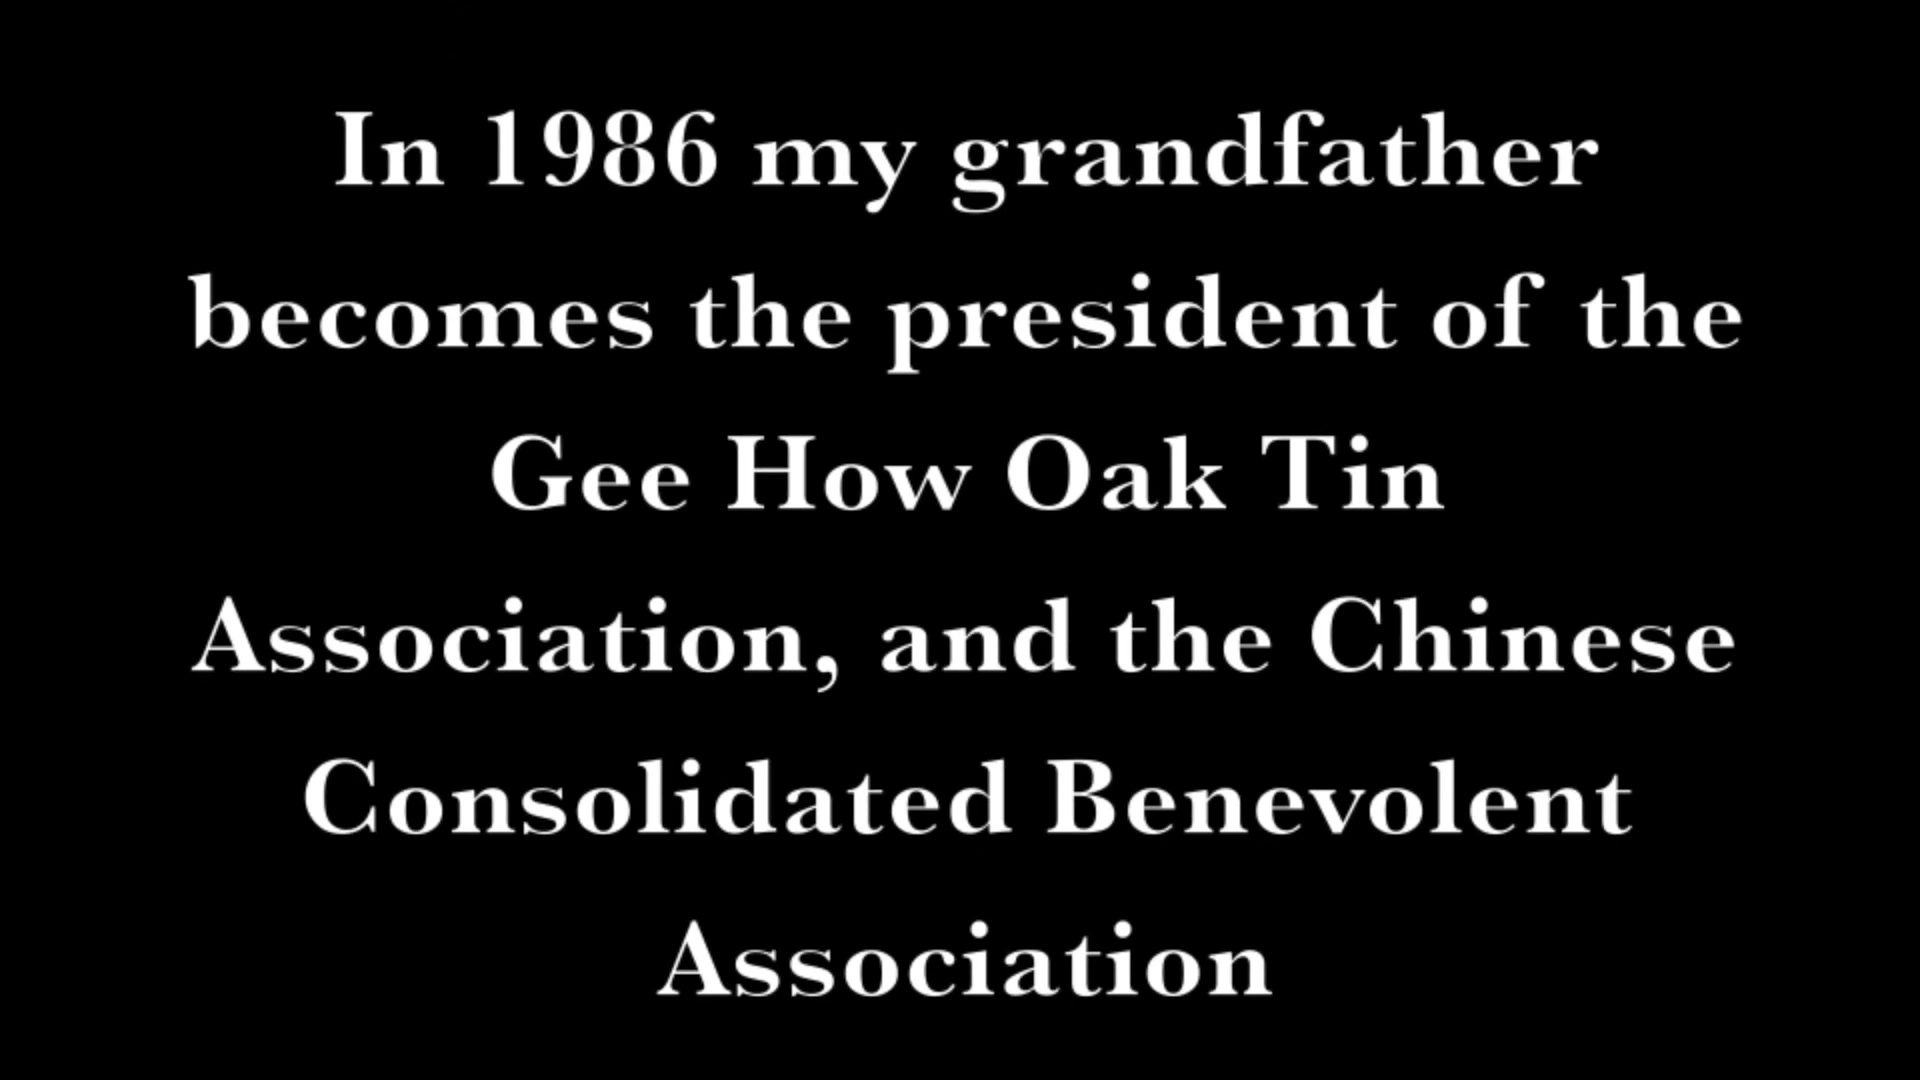 In 1986 my grandfather
becomes the president of the
Gee How Oak Tin
Association, and the Chinese
Consolidated Benevolent
Association